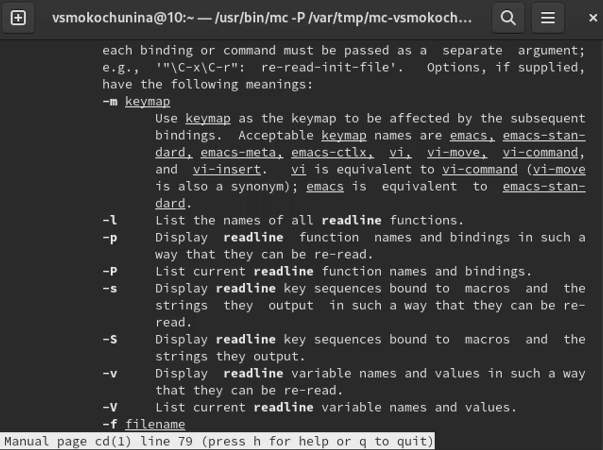 vsmokochunina@10:~ — /usr/bin/mc -P /var/tmp/mc-vsmokoch...
each binding or command must be passed as a separate argument;
e.g., '"\C-x\C-r": re-read-init-file'. Options, if supplied,
have the following meanings:
-m keymap
Use keymap as the keymap to be affected by the subsequent
bindings. Acceptable keymap names are emacs, emacs-stan-
dard, emacs-meta, emacs-ctlx, vi, vi-move, vi-command,
and vi-insert. vi is equivalent to vi-command (vi-move
is also a synonym); emacs is equivalent to emacs-stan-
dard.
-l List the names of all readline functions.
-p Display readline function names and bindings in such a
way that they can be re-read.
-P List current readline function names and bindings.
-s Display readline key sequences bound to macros and the
strings they output in such a way that they can be re-
read.
-S Display readline key sequences bound to macros and the
strings they output.
-v Display readline variable names and values in such a way
that they can be re-read.
-V List current readline variable names and values.
-f filename
Manual page cd(1) line 79 (press h for help or q to quit)